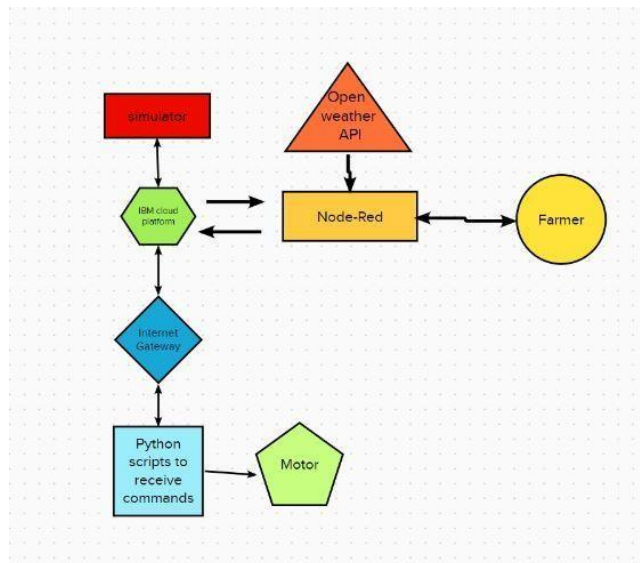 simulator
Open
weather
API
IBM cloud
platform
Node-Red
Farmer
Internet
Gateway
Python
scripts to
receive
commands
Motor